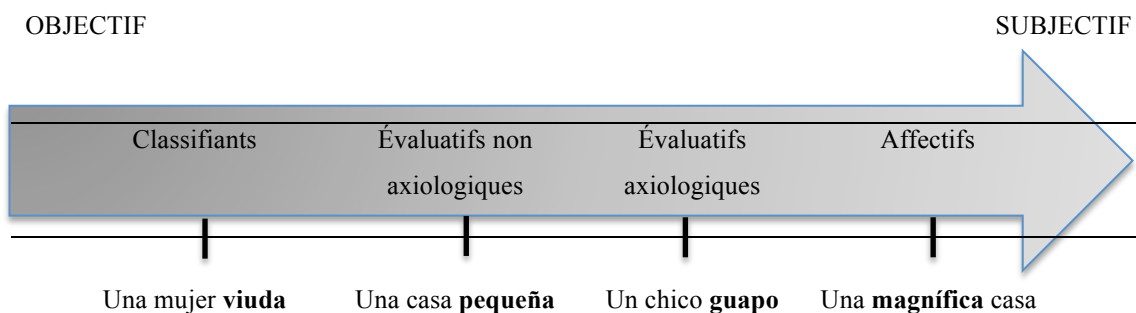 OBJECTIF SUBJECTIF
Classifiants Évaluatifs non Évaluatifs Affectifs
axiologiques axiologiques
Una mujer viuda Una casa pequeña Un chico guapo Una magnífica casa